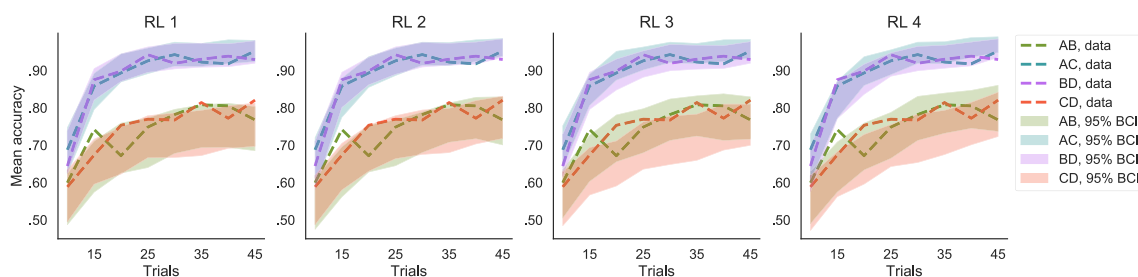 RL 1
RL 2
RL 3
RL 4
Mean accuracy
.90
.80
.70
.60
.50
15 25 35 45
Trials
.90
.80
.70
.60
.50
15 25 35 45
Trials
.90
.80
.70
.60
.50
15 25 35 45
Trials
.90
.80
.70
.60
.50
15 25 35 45
Trials
AB, data
AC, data
BD, data
CD, data
AB, 95% BCI
AC, 95% BCI
BD, 95% BCI
CD, 95% BCI